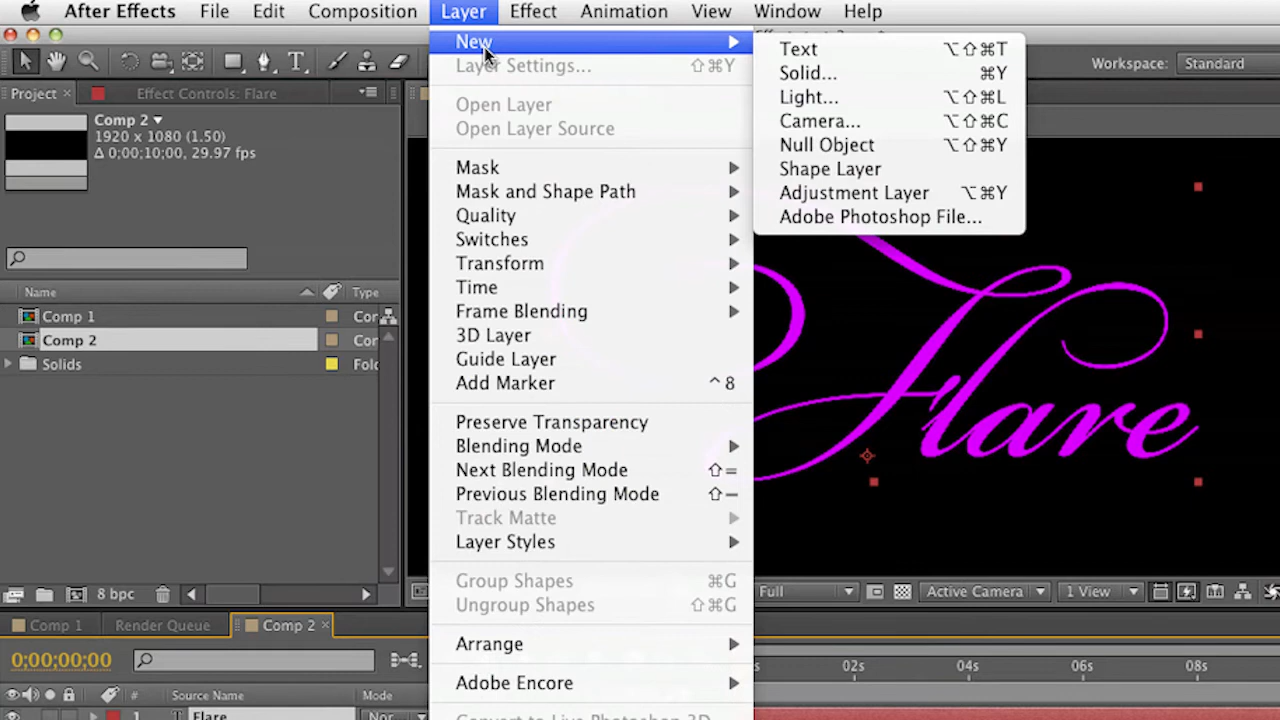 After Effects File Edit Composition Layer Effect Animation View Window Help
Workspace: Standard
Project × Effect Controls: Flare
Comp 2 ▾
1920 x 1080 (1.50)
Δ 0;00;10;00, 29.97 fps
Name Type
Comp 1
Comp 2
Solids Fold
8 bpc
New
Layer Settings... ⇧⌘Y
Open Layer
Open Layer Source
Mask
Mask and Shape Path
Quality
Switches
Transform
Time
Frame Blending
3D Layer
Guide Layer
Add Marker ^8
Preserve Transparency
Blending Mode
Next Blending Mode ⇧=
Previous Blending Mode ⇧−
Track Matte
Layer Styles
Group Shapes ⌘G
Ungroup Shapes ⇧⌘G
Arrange
Adobe Encore
Convert to Live Photoshop 3D
Text ⌥⇧⌘T
Solid... ⌘Y
Light... ⌥⇧⌘L
Camera... ⌥⇧⌘C
Null Object ⌥⇧⌘Y
Shape Layer
Adjustment Layer ⌥⌘Y
Adobe Photoshop File...
Flare
Full Active Camera 1 View
Comp 1 Render Queue Comp 2 ×
0;00;00;00
02s 04s 06s 08s
# Source Name Mode
1 T Flare